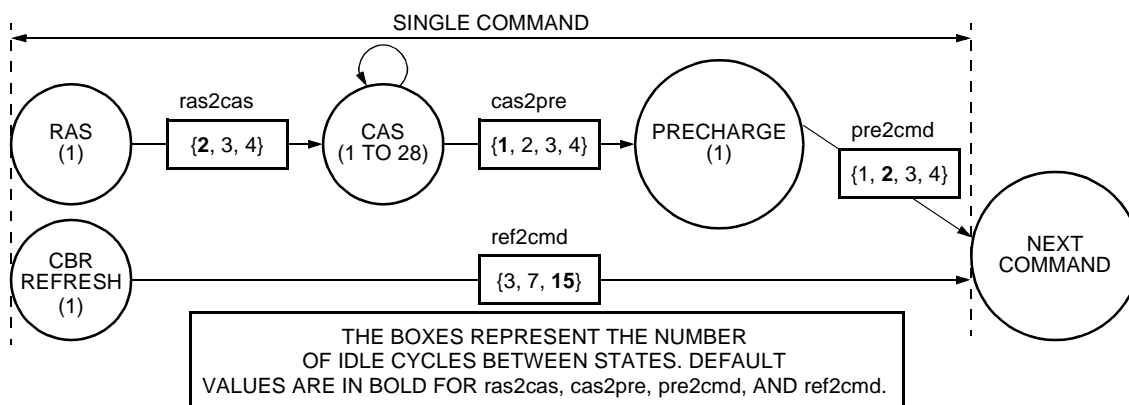 SINGLE COMMAND
ras2cas
cas2pre
pre2cmd
RAS
(1)
{2, 3, 4}
CAS
(1 TO 28)
{1, 2, 3, 4}
PRECHARGE
(1)
{1, 2, 3, 4}
CBR
REFRESH
(1)
ref2cmd
{3, 7, 15}
NEXT
COMMAND
THE BOXES REPRESENT THE NUMBER
OF IDLE CYCLES BETWEEN STATES. DEFAULT
VALUES ARE IN BOLD FOR ras2cas, cas2pre, pre2cmd, AND ref2cmd.